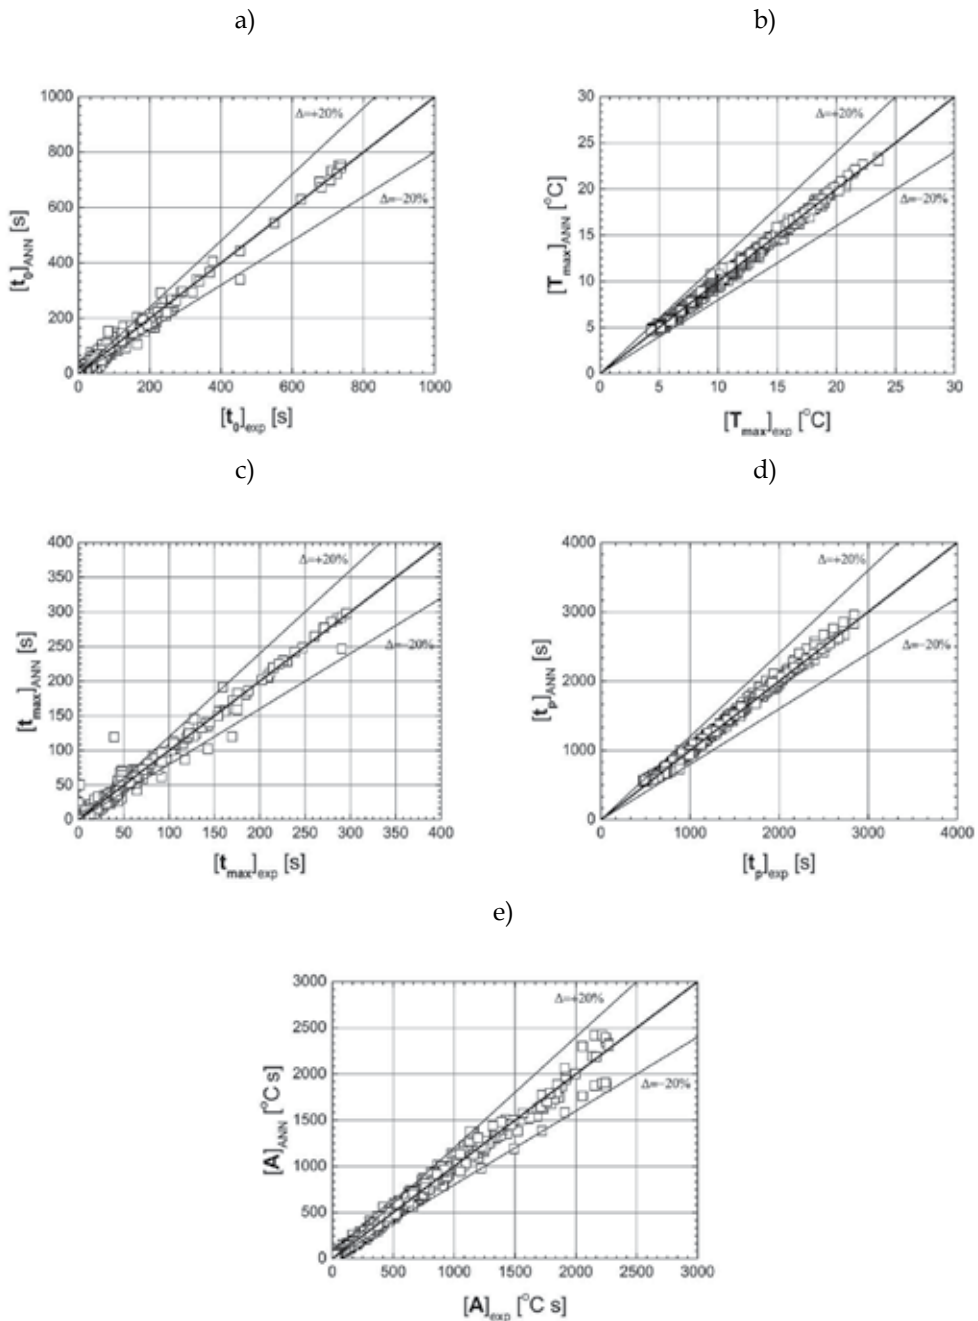 a)
b)
1000
800
600
400
200
0
[t₀]ANN [s]
Δ=+20%
Δ=−20%
0 200 400 600 800 1000
[t₀]exp [s]
30
25
20
15
10
5
0
[Tmax]ANN [°C]
Δ=+20%
Δ=−20%
0 5 10 15 20 25 30
[Tmax]exp [°C]
c)
d)
400
350
300
250
200
150
100
50
0
[tmax]ANN [s]
Δ=+20%
Δ=−20%
0 50 100 150 200 250 300 350 400
[tmax]exp [s]
4000
3000
2000
1000
0
[tp]ANN [s]
Δ=+20%
Δ=−20%
0 1000 2000 3000 4000
[tp]exp [s]
e)
3000
2500
2000
1500
1000
500
0
[A]ANN [°C s]
Δ=+20%
Δ=−20%
0 500 1000 1500 2000 2500 3000
[A]exp [°C s]